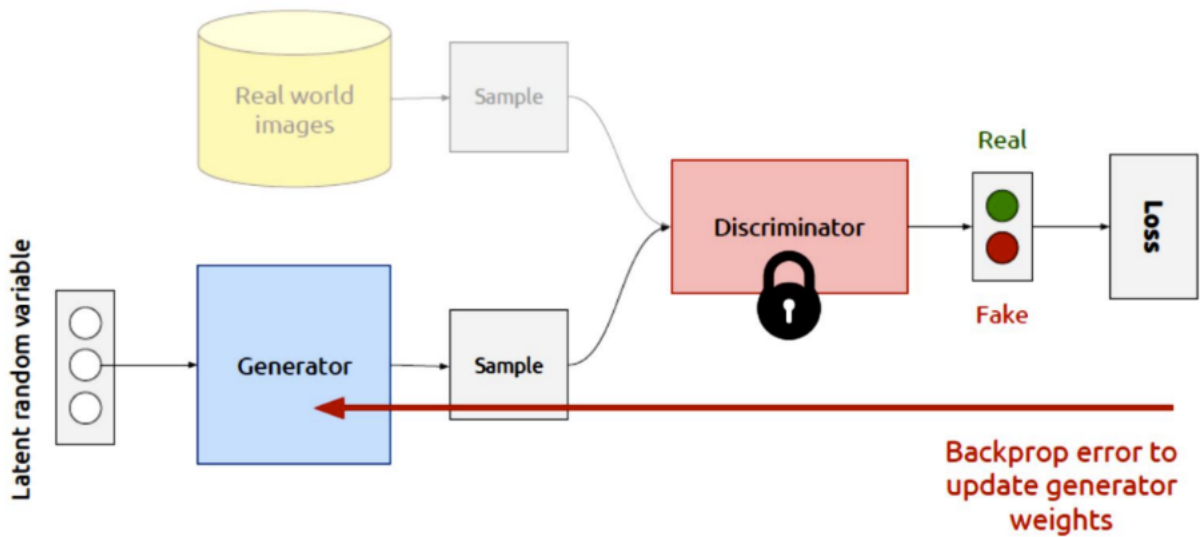 Real world
images
Sample
Real
Discriminator
Loss
Fake
Latent random variable
Generator
Sample
Backprop error to
update generator
weights